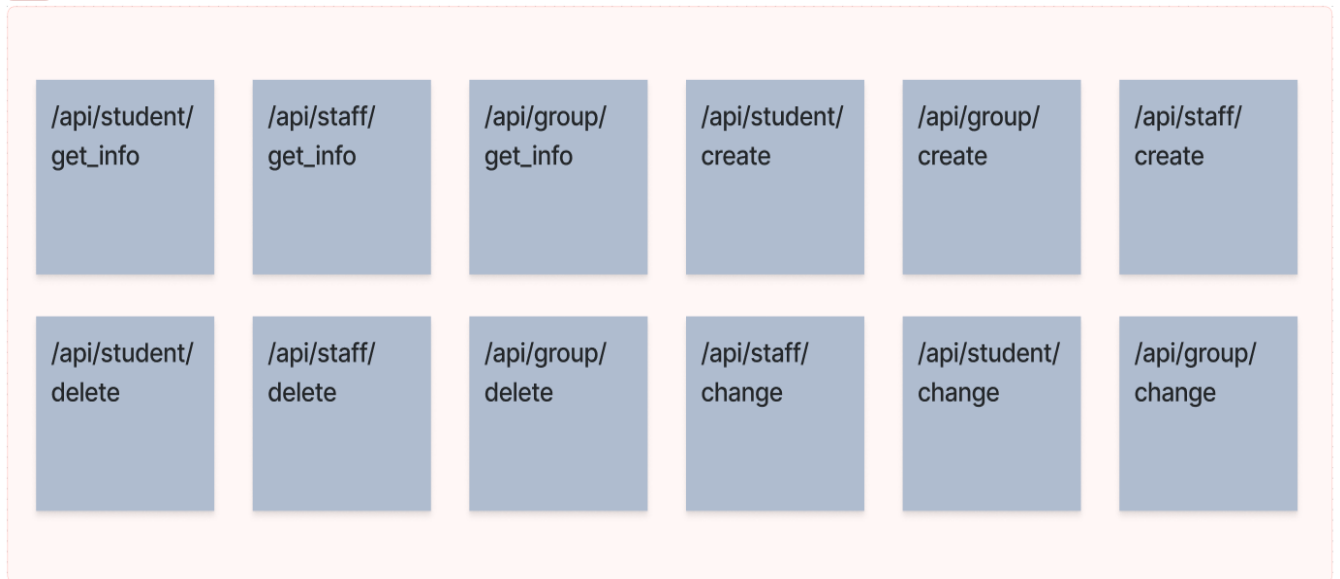 /api/student/
get_info
/api/staff/
get_info
/api/group/
get_info
/api/student/
create
/api/group/
create
/api/staff/
create
/api/student/
delete
/api/staff/
delete
/api/group/
delete
/api/staff/
change
/api/student/
change
/api/group/
change